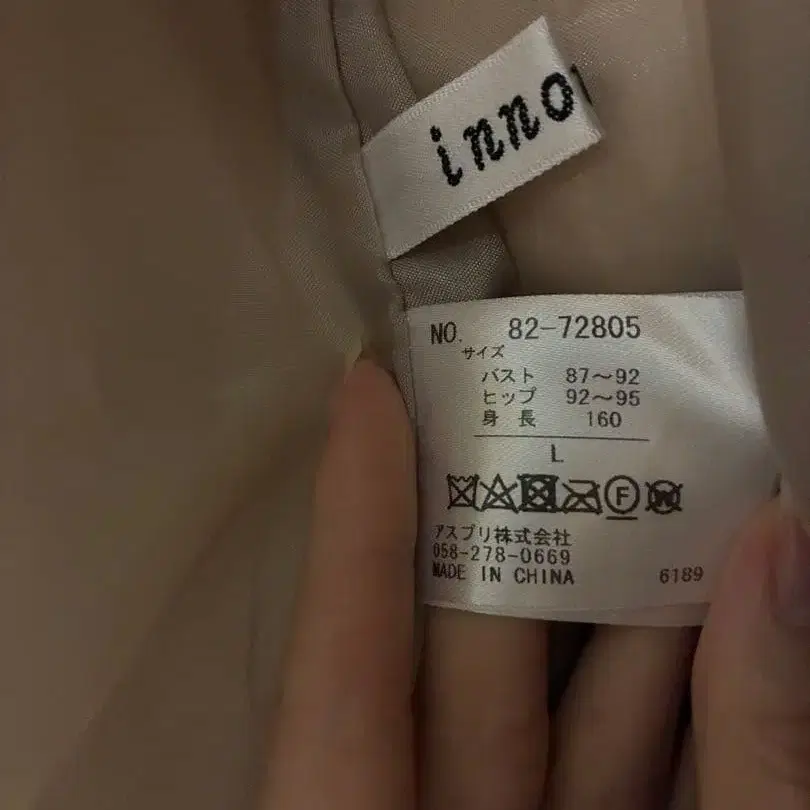 inno
NO. 82-72805
サイズ
バスト 87～92
ヒップ 92～95
身長 160
L
F
W
アスプリ株式会社
058-278-0669
MADE IN CHINA 6189